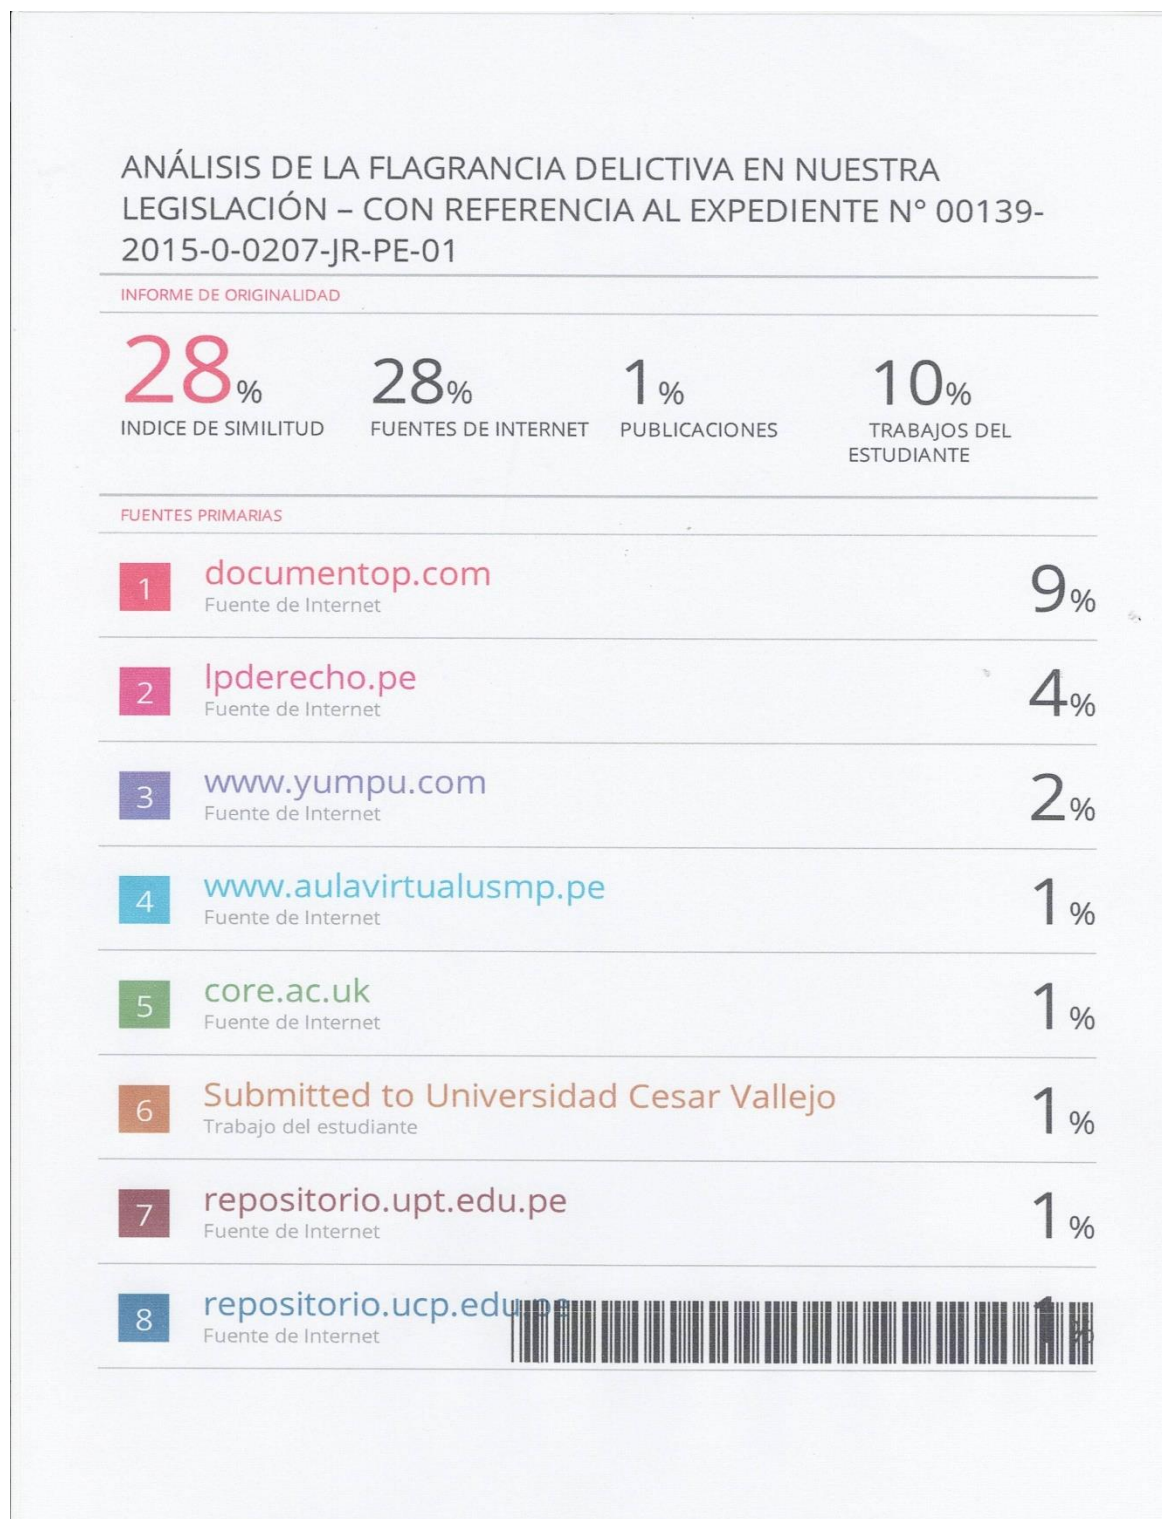 ANÁLISIS DE LA FLAGRANCIA DELICTIVA EN NUESTRA
LEGISLACIÓN – CON REFERENCIA AL EXPEDIENTE N° 00139-
2015-0-0207-JR-PE-01
INFORME DE ORIGINALIDAD
28% 28% 1% 10%
INDICE DE SIMILITUD FUENTES DE INTERNET PUBLICACIONES TRABAJOS DEL
ESTUDIANTE
FUENTES PRIMARIAS
1 documentop.com 9%
Fuente de Internet
2 lpderecho.pe 4%
Fuente de Internet
3 www.yumpu.com 2%
Fuente de Internet
4 www.aulavirtualusmp.pe 1%
Fuente de Internet
5 core.ac.uk 1%
Fuente de Internet
6 Submitted to Universidad Cesar Vallejo 1%
Trabajo del estudiante
7 repositorio.upt.edu.pe 1%
Fuente de Internet
8 repositorio.ucp.edu.pe 1%
Fuente de Internet